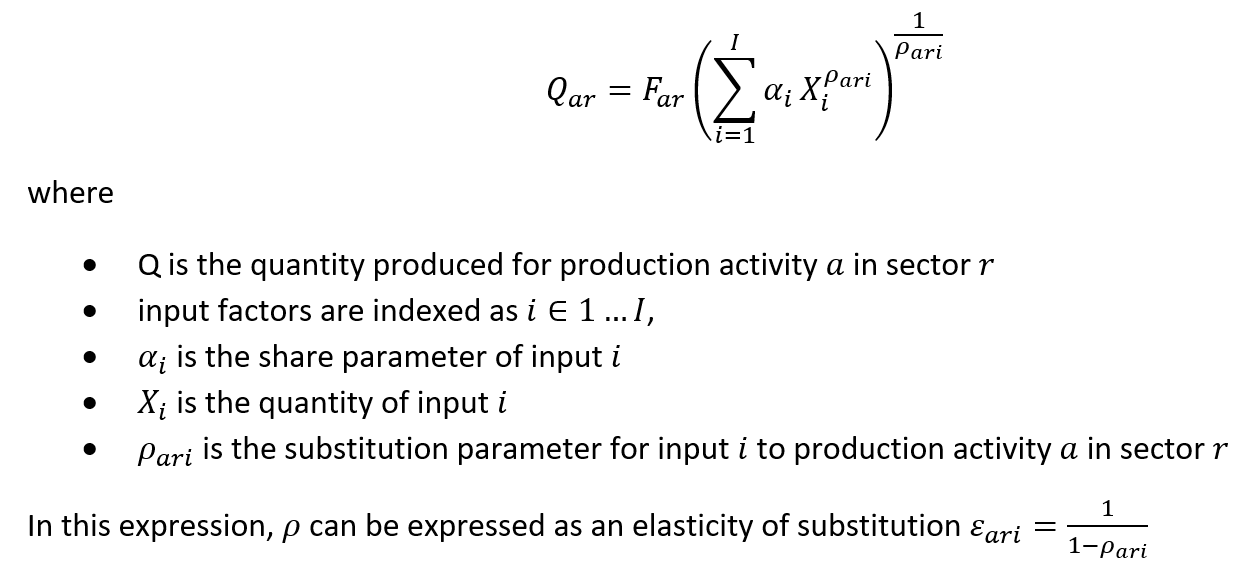 $Q_{ar} = F_{ar} \left( \sum_{i=1}^{I} \alpha_i X_i^{\rho_{ari}} \right)^{\frac{1}{\rho_{ari}}}$
where
• Q is the quantity produced for production activity $a$ in sector $r$
• input factors are indexed as $i \in 1 \ldots I$,
• $\alpha_i$ is the share parameter of input $i$
• $X_i$ is the quantity of input $i$
• $\rho_{ari}$ is the substitution parameter for input $i$ to production activity $a$ in sector $r$
In this expression, $\rho$ can be expressed as an elasticity of substitution $\varepsilon_{ari} = \frac{1}{1-\rho_{ari}}$